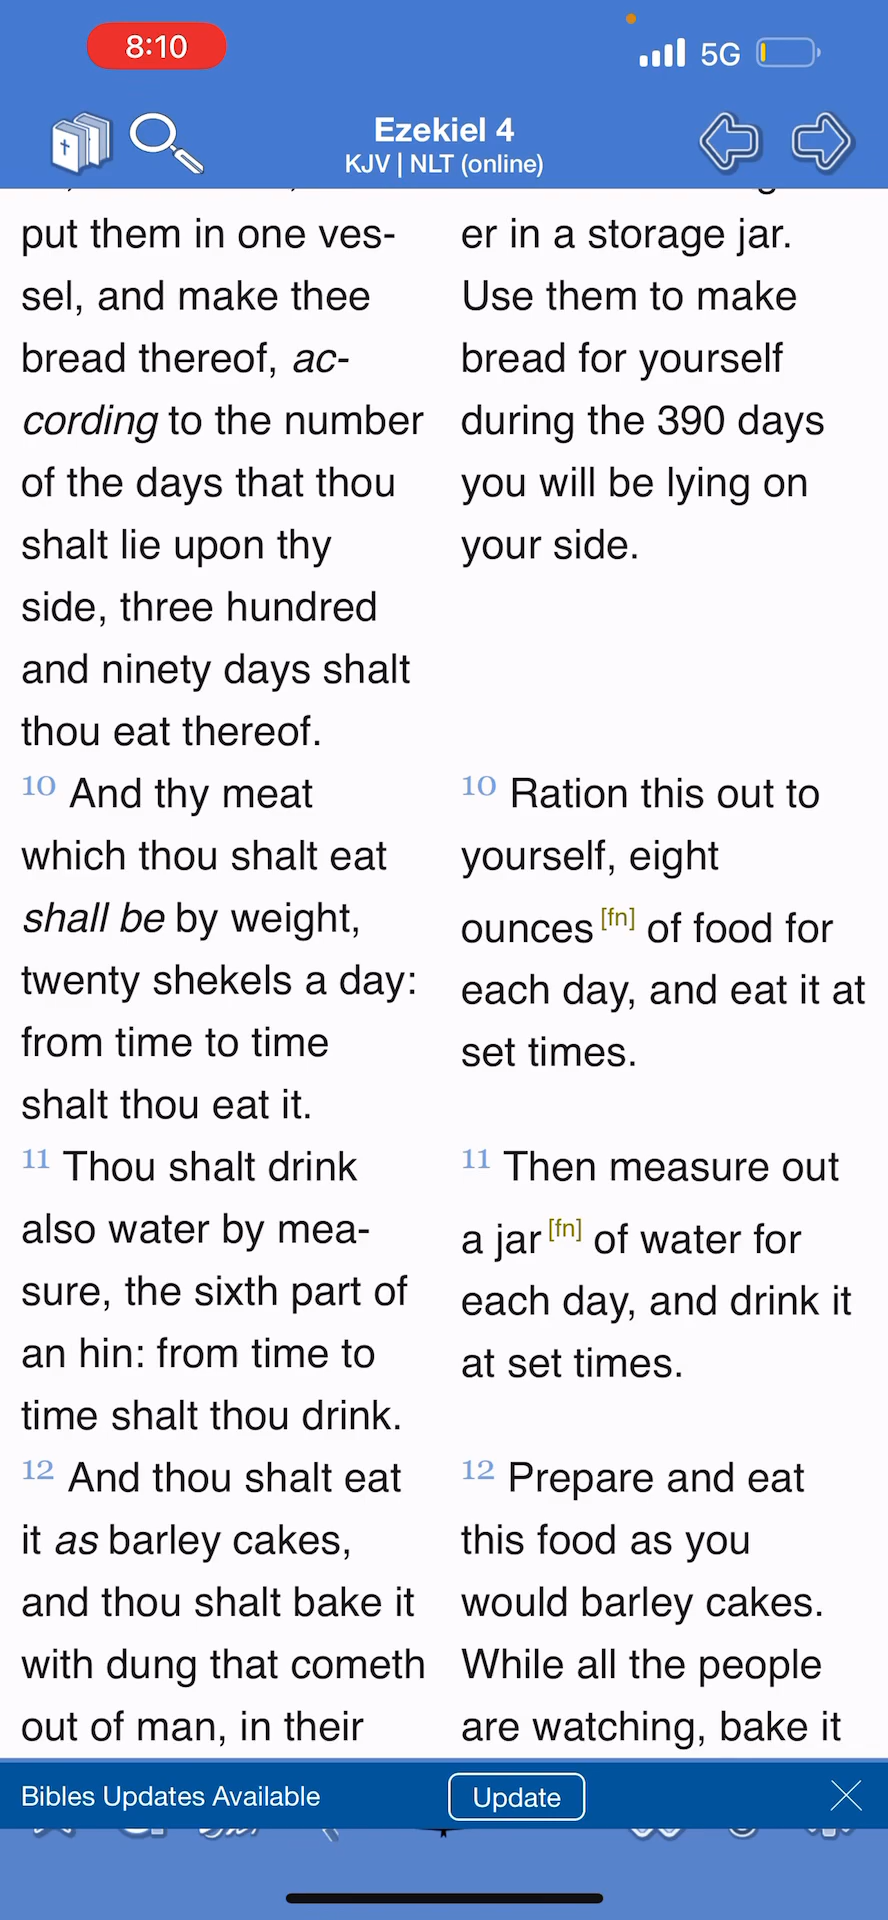 8:10
5G
Ezekiel 4
KJV | NLT (online)
put them in one ves-
sel, and make thee
bread thereof, ac-
cording to the number
of the days that thou
shalt lie upon thy
side, three hundred
and ninety days shalt
thou eat thereof.
10 And thy meat
which thou shalt eat
shall be by weight,
twenty shekels a day:
from time to time
shalt thou eat it.
11 Thou shalt drink
also water by mea-
sure, the sixth part of
an hin: from time to
time shalt thou drink.
12 And thou shalt eat
it as barley cakes,
and thou shalt bake it
with dung that cometh
out of man, in their
er in a storage jar.
Use them to make
bread for yourself
during the 390 days
you will be lying on
your side.
10 Ration this out to
yourself, eight
ounces [fn] of food for
each day, and eat it at
set times.
11 Then measure out
a jar [fn] of water for
each day, and drink it
at set times.
12 Prepare and eat
this food as you
would barley cakes.
While all the people
are watching, bake it
Bibles Updates Available
Update